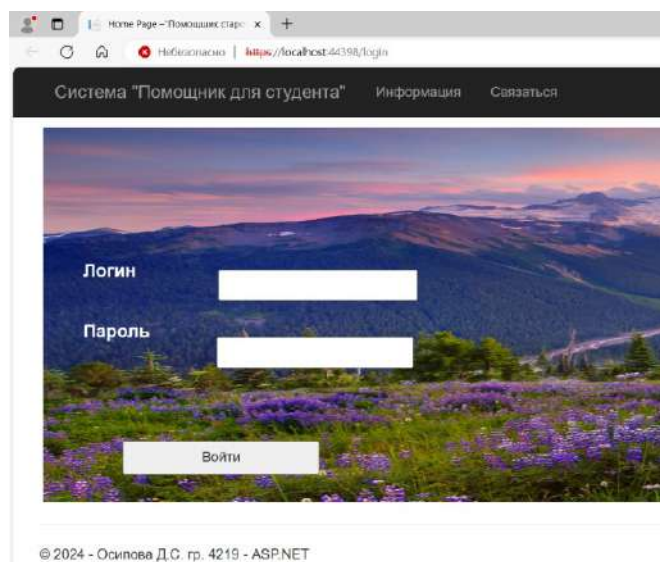 Home Page – "Помощник старо
Небезопасно | https://localhost:44398/login
Система "Помощник для студента" Информация Связаться
Логин
Пароль
Войти
© 2024 - Осипова Д.С. гр. 4219 - ASP.NET